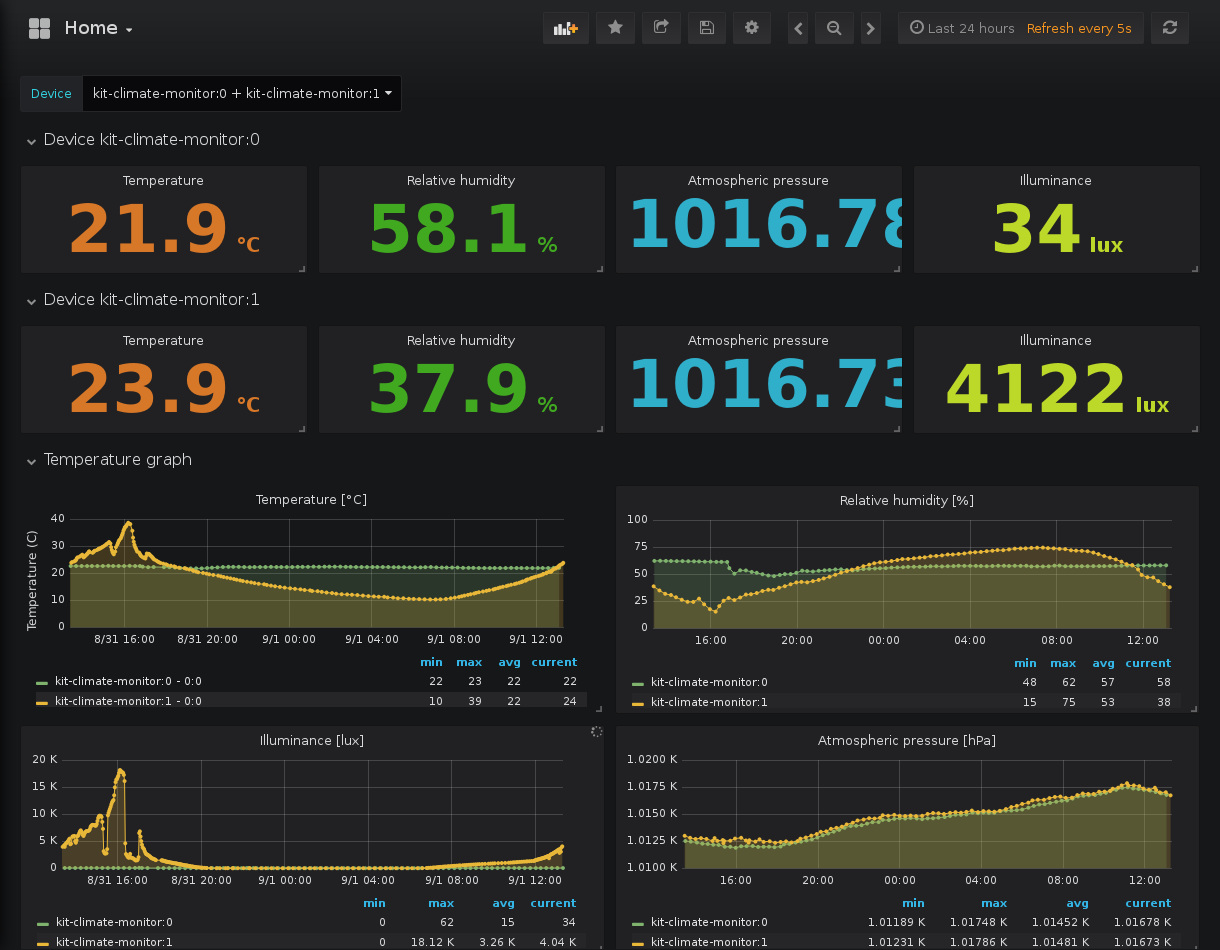 Home
Last 24 hours Refresh every 5s
Device kit-climate-monitor:0 + kit-climate-monitor:1
Device kit-climate-monitor:0
Temperature Relative humidity Atmospheric pressure Illuminance
21.9 °C 58.1 % 1016.78 34 lux
Device kit-climate-monitor:1
Temperature Relative humidity Atmospheric pressure Illuminance
23.9 °C 37.9 % 1016.73 4122 lux
Temperature graph
Temperature [°C]
Temperature (C)
40
30
20
10
0
8/31 16:00 8/31 20:00 9/1 00:00 9/1 04:00 9/1 08:00 9/1 12:00
min max avg current
kit-climate-monitor:0 - 0:0 22 23 22 22
kit-climate-monitor:1 - 0:0 10 39 22 24
Relative humidity [%]
100
75
50
25
0
16:00 20:00 00:00 04:00 08:00 12:00
min max avg current
kit-climate-monitor:0 48 62 57 58
kit-climate-monitor:1 15 75 53 38
Illuminance [lux]
20 K
15 K
10 K
5 K
0
8/31 16:00 8/31 20:00 9/1 00:00 9/1 04:00 9/1 08:00 9/1 12:00
min max avg current
kit-climate-monitor:0 0 62 15 34
kit-climate-monitor:1 0 18.12 K 3.26 K 4.04 K
Atmospheric pressure [hPa]
1.0200 K
1.0175 K
1.0150 K
1.0125 K
1.0100 K
16:00 20:00 00:00 04:00 08:00 12:00
min max avg current
kit-climate-monitor:0 1.01189 K 1.01748 K 1.01452 K 1.01678 K
kit-climate-monitor:1 1.01231 K 1.01786 K 1.01481 K 1.01673 K